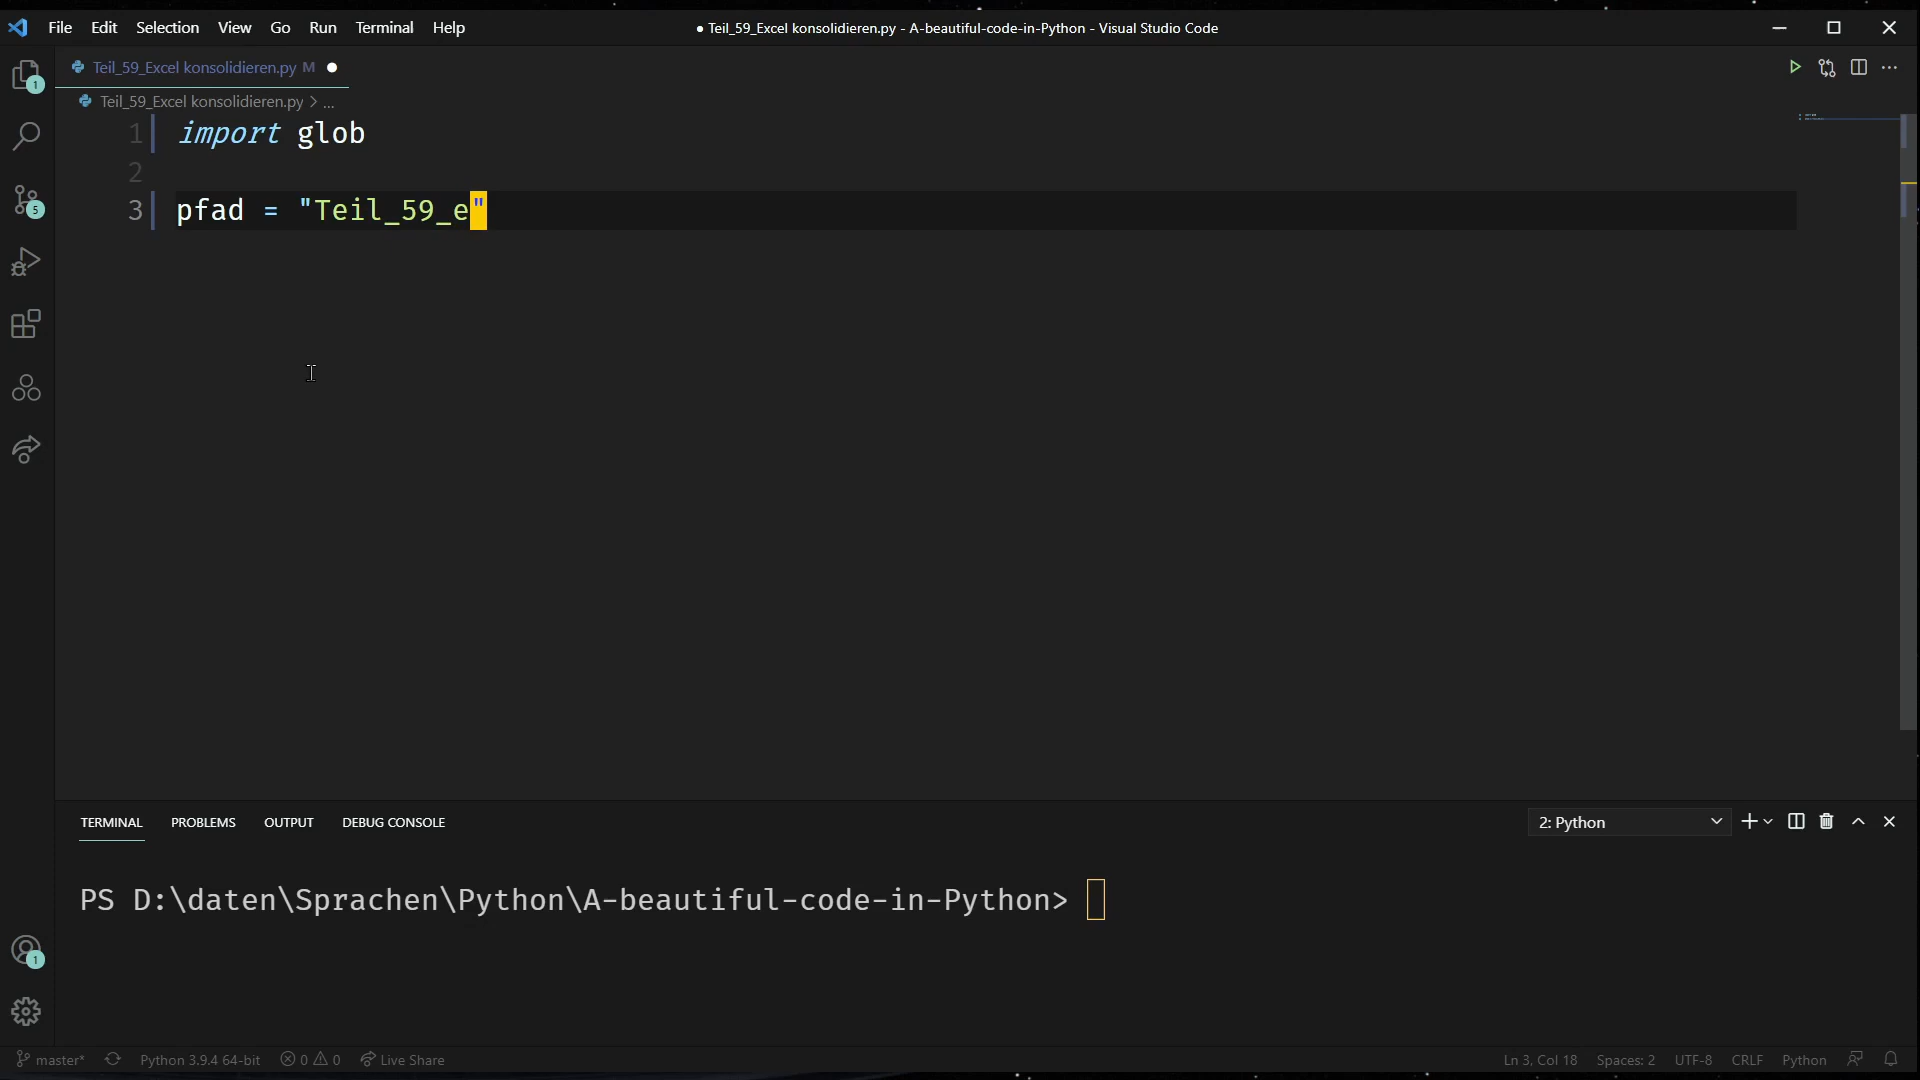 File Edit Selection View Go Run Terminal Help
● Teil_59_Excel konsolidieren.py - A-beautiful-code-in-Python - Visual Studio Code
Teil_59_Excel konsolidieren.py M
Teil_59_Excel konsolidieren.py > ...
1 import glob
2
3 pfad = "Teil_59_e"
1
5
TERMINAL PROBLEMS OUTPUT DEBUG CONSOLE
2: Python
PS D:\daten\Sprachen\Python\A-beautiful-code-in-Python>
1
master* Python 3.9.4 64-bit 0 0 Live Share
Ln 3, Col 18 Spaces: 2 UTF-8 CRLF Python